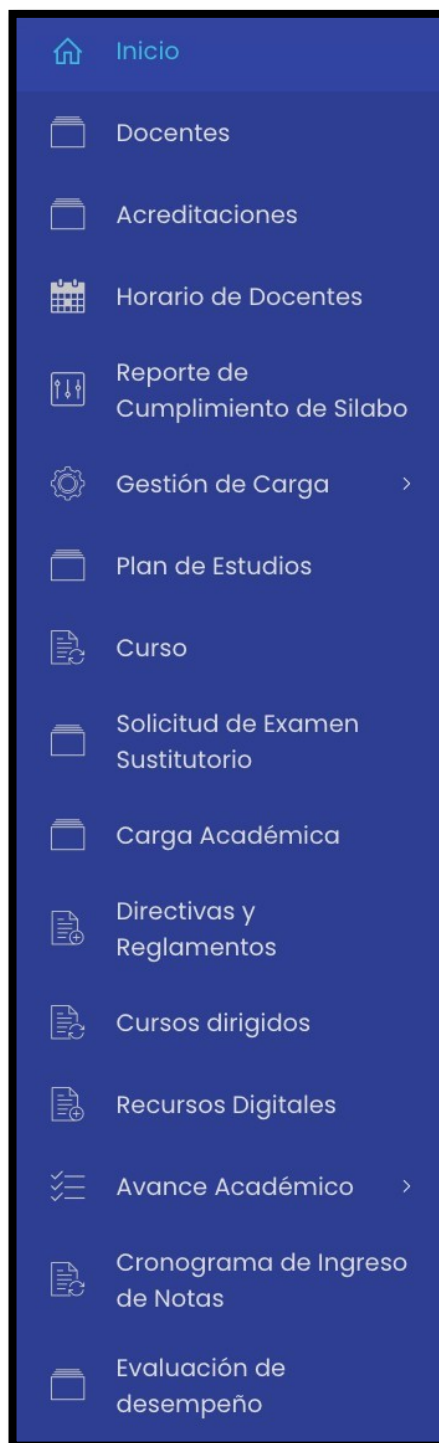 Inicio
Docentes
Acreditaciones
Horario de Docentes
Reporte de
Cumplimiento de Silabo
Gestión de Carga
Plan de Estudios
Curso
Solicitud de Examen
Sustitutorio
Carga Académica
Directivas y
Reglamentos
Cursos dirigidos
Recursos Digitales
Avance Académico
Cronograma de Ingreso
de Notas
Evaluación de
desempeño